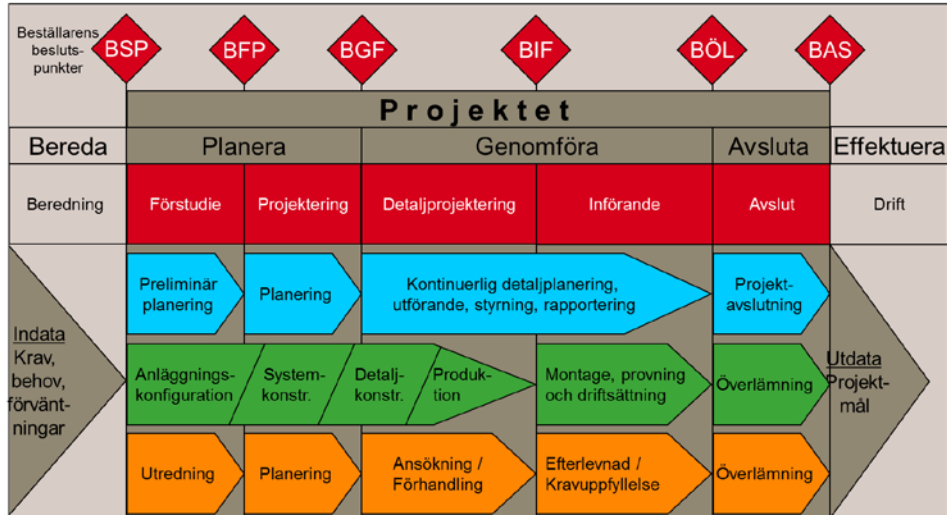 Beställarens
besluts-
punkter
BSP
BFP
BGF
BIF
BÖL
BAS
Projektet
Bereda
Planera
Genomföra
Avsluta
Effektuera
Beredning
Förstudie
Projektering
Detaljprojektering
Införande
Avslut
Drift
Indata
Krav,
behov,
förvänt-
ningar
Preliminär
planering
Planering
Kontinuerlig detaljplanering,
utförande, styrning, rapportering
Projekt-
avslutning
Anläggnings-
konfiguration
System-
konstr.
Detalj-
konstr.
Produk-
tion
Montage, provning
och driftsättning
Överlämning
Utredning
Planering
Ansökning /
Förhandling
Efterlevnad /
Kravuppfyllelse
Överlämning
Utdata
Projekt-
mål